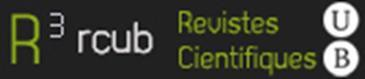 R3 rcub
Revistes
Científiques
U
B